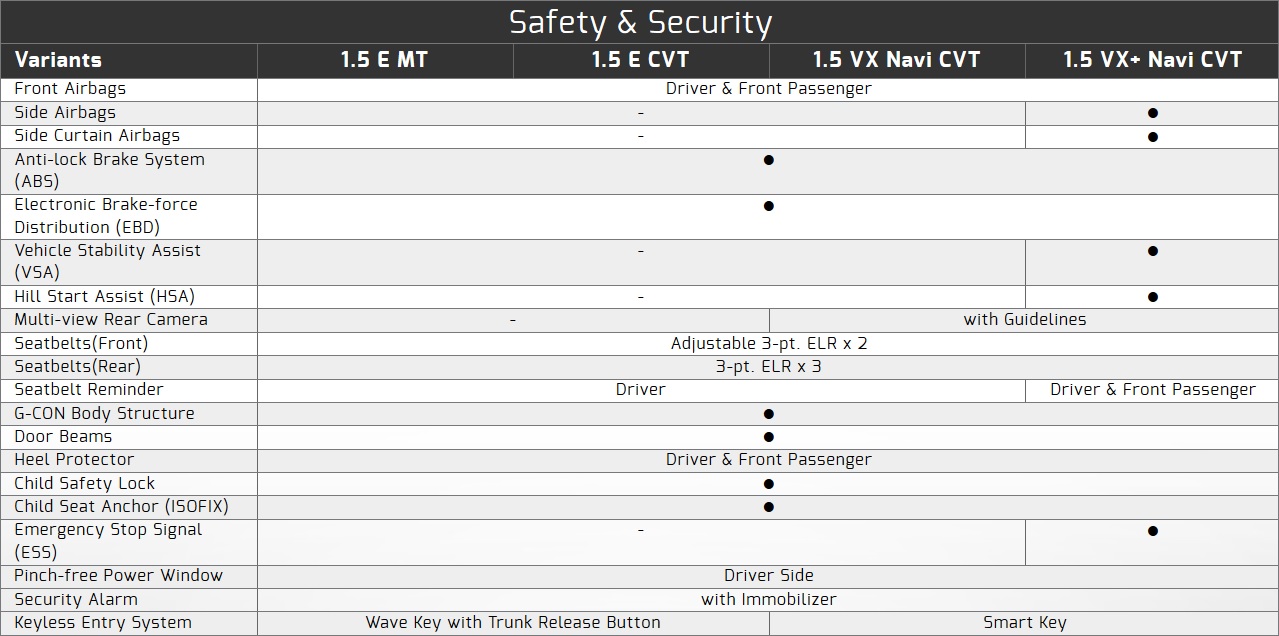 Safety & Security
Variants 1.5 E MT 1.5 E CVT 1.5 VX Navi CVT 1.5 VX+ Navi CVT
Front Airbags Driver & Front Passenger
Side Airbags - ●
Side Curtain Airbags - ●
Anti-lock Brake System ●
(ABS)
Electronic Brake-force ●
Distribution (EBD)
Vehicle Stability Assist - ●
(VSA)
Hill Start Assist (HSA) - ●
Multi-view Rear Camera - with Guidelines
Seatbelts(Front) Adjustable 3-pt. ELR x 2
Seatbelts(Rear) 3-pt. ELR x 3
Seatbelt Reminder Driver Driver & Front Passenger
G-CON Body Structure ●
Door Beams ●
Heel Protector Driver & Front Passenger
Child Safety Lock ●
Child Seat Anchor (ISOFIX) ●
Emergency Stop Signal - ●
(ESS)
Pinch-free Power Window Driver Side
Security Alarm with Immobilizer
Keyless Entry System Wave Key with Trunk Release Button Smart Key